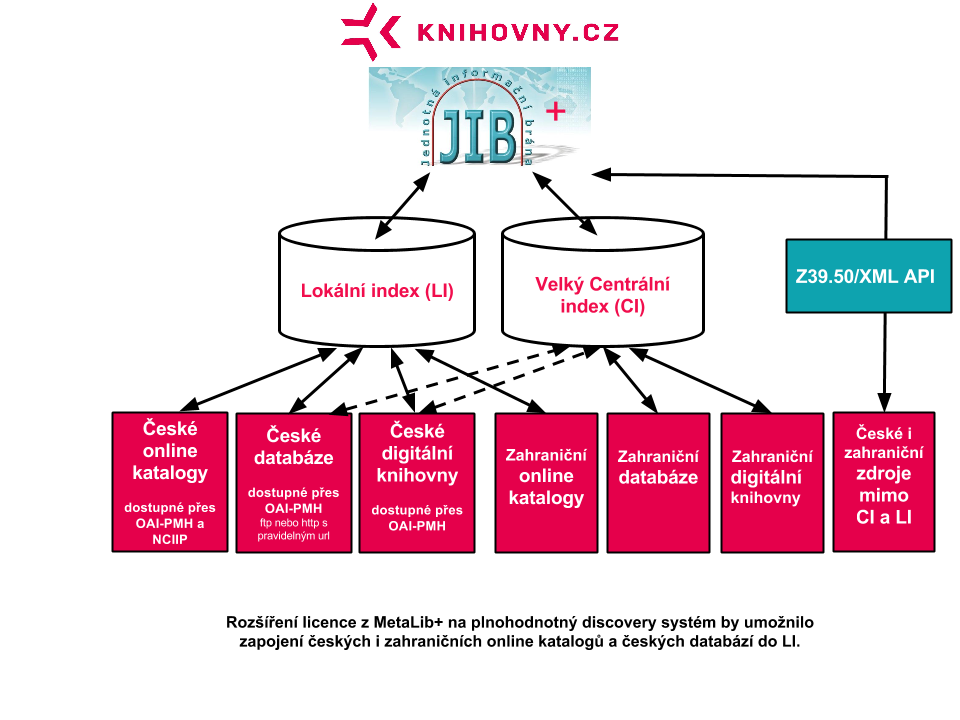 KNIHOVNY.CZ
Jednotná informační brána
JIB
+
Lokální index (LI)
Velký Centrální
index (CI)
Z39.50/XML API
České
online
katalogy
dostupné přes
OAI-PMH a
NCIIP
České
databáze
dostupné přes
OAI-PMH
ftp nebo http s
pravidelným url
České
digitální
knihovny
dostupné přes
OAI-PMH
Zahraniční
online
katalogy
Zahraniční
databáze
Zahraniční
digitální
knihovny
České i
zahraniční
zdroje
mimo
CI a LI
Rozšíření licence z MetaLib+ na plnohodnotný discovery systém by umožnilo
zapojení českých i zahraničních online katalogů a českých databází do LI.